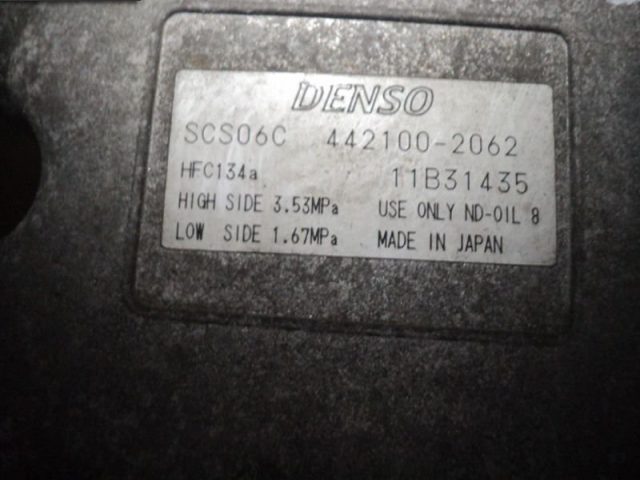 DENSO
SCS06C 442100-2062
HFC134a 11B31435
HIGH SIDE 3.53MPa USE ONLY ND-OIL 8
LOW SIDE 1.67MPa MADE IN JAPAN